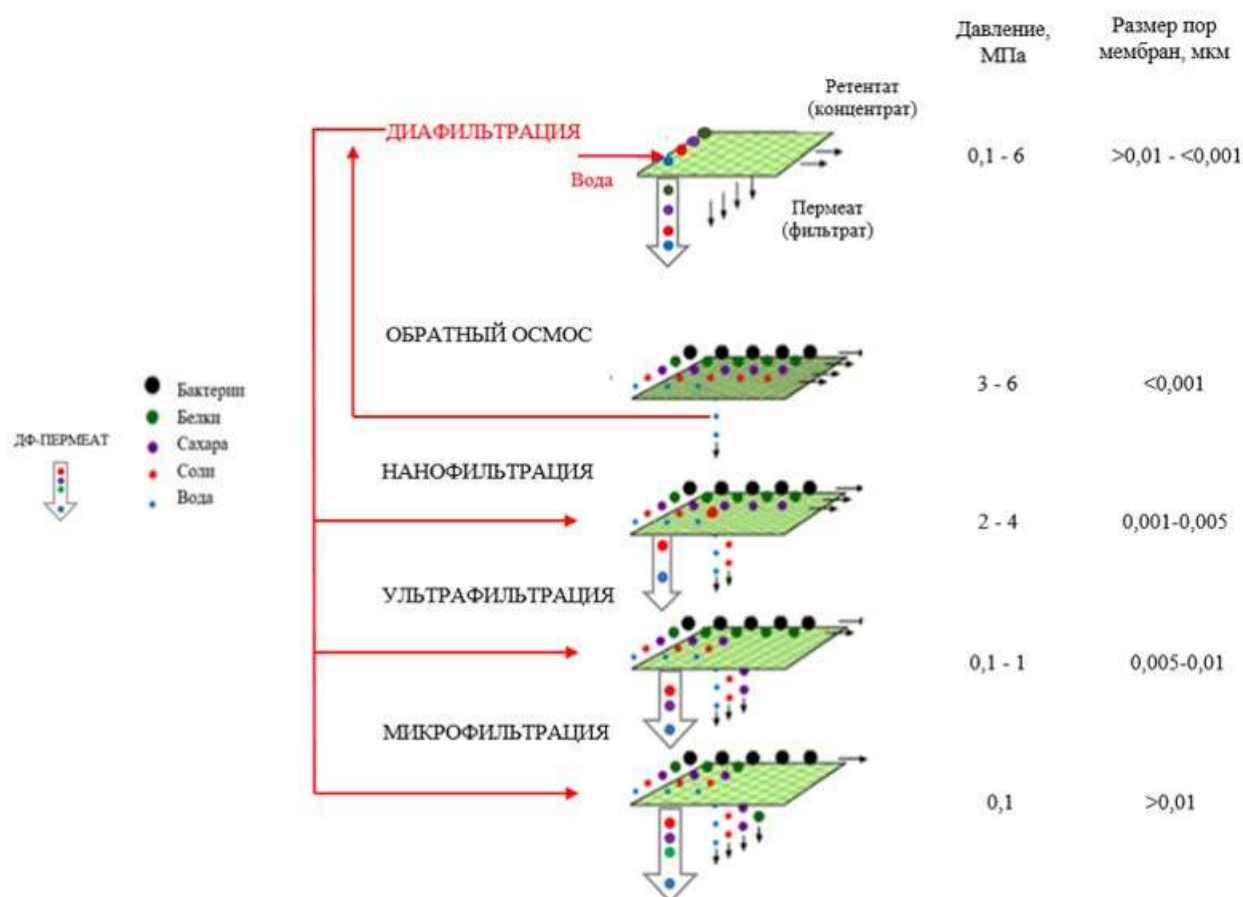 Давление,
МПа
Размер пор
мембран, мкм
Ретентат
(концентрат)
ДИАФИЛЬТРАЦИЯ
0,1 - 6
>0,01 - <0,001
Вода
Пермеат
(фильтрат)
ОБРАТНЫЙ ОСМОС
3 - 6
<0,001
Бактерии
Белки
Сахара
Соли
Вода
ДФ-ПЕРМЕАТ
НАНОФИЛЬТРАЦИЯ
2 - 4
0,001-0,005
УЛЬТРАФИЛЬТРАЦИЯ
0,1 - 1
0,005-0,01
МИКРОФИЛЬТРАЦИЯ
0,1
>0,01